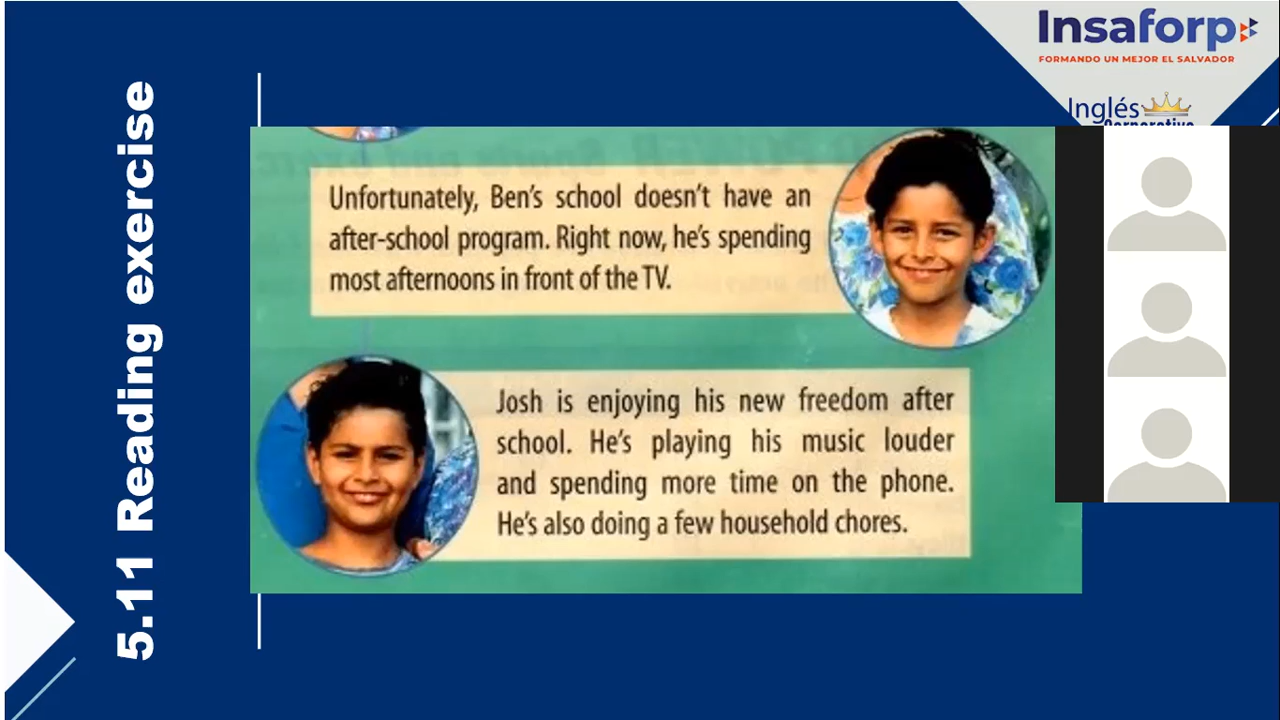 Insaforp
FORMANDO UN MEJOR EL SALVADOR
Inglés
Corporativo
5.11 Reading exercise
Unfortunately, Ben's school doesn't have an
after-school program. Right now, he's spending
most afternoons in front of the TV.
Josh is enjoying his new freedom after
school. He's playing his music louder
and spending more time on the phone.
He's also doing a few household chores.